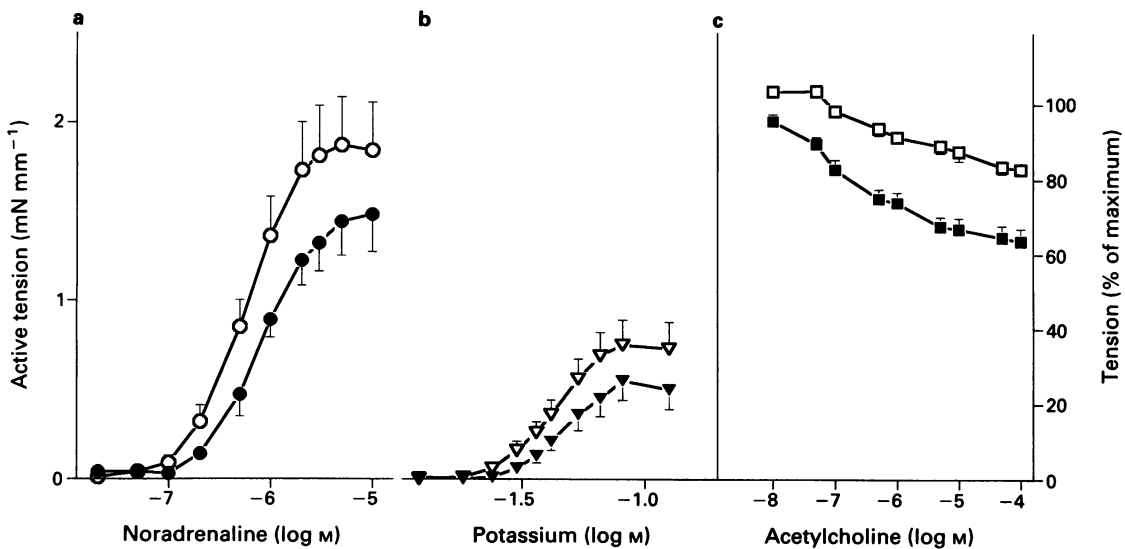 a
b
c
Active tension (mN mm⁻¹)
2
1
0
−7
−6
−5
Noradrenaline (log M)
−1.5
−1.0
Potassium (log M)
−8
−7
−6
−5
−4
Acetylcholine (log M)
100
80
60
40
20
0
Tension (% of maximum)